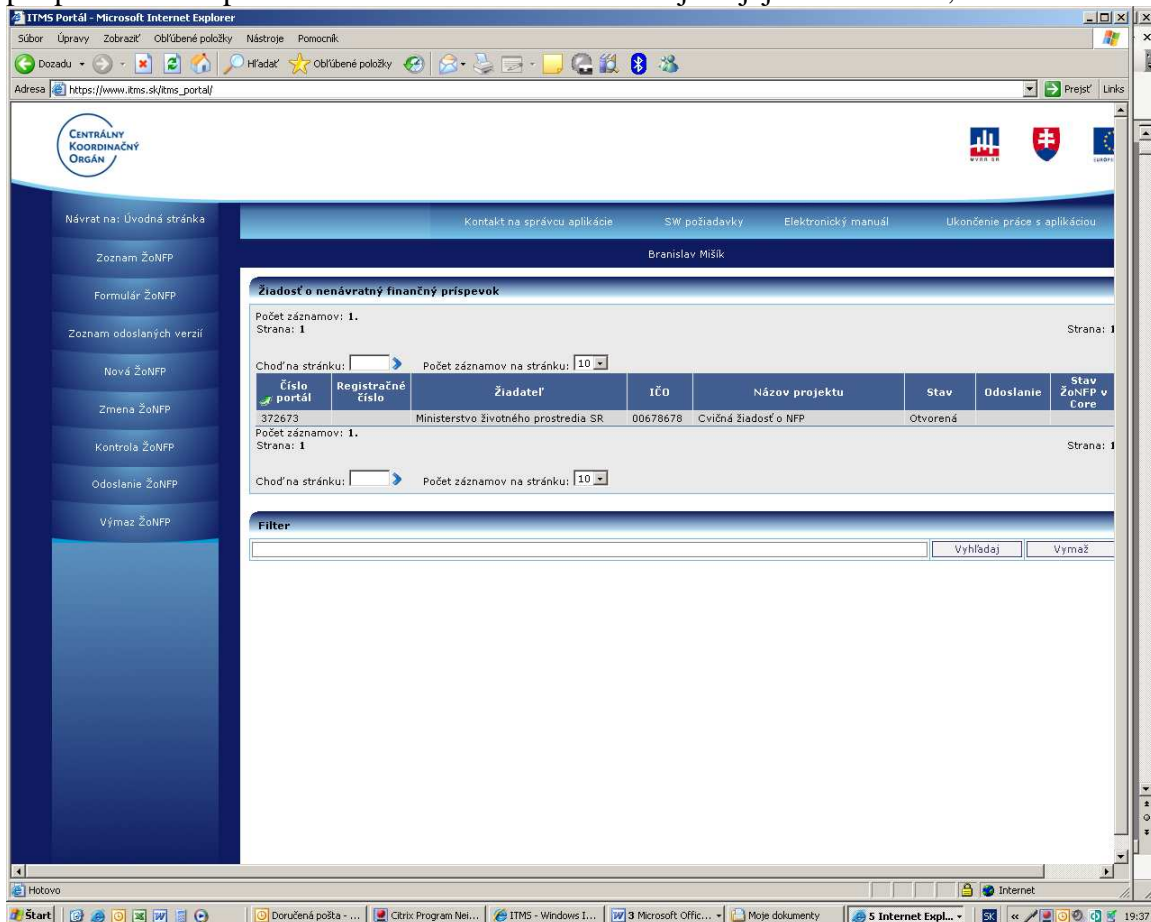 ITMS Portál - Microsoft Internet Explorer
Súbor Úpravy Zobraziť Obľúbené položky Nástroje Pomocník
Dozadu Hľadať Obľúbené položky
Adresa https://www.itms.sk/itms_portal/ Prejsť Links
CENTRÁLNY
KOORDINAČNÝ
ORGÁN
Návrat na: Úvodná stránka
Kontakt na správcu aplikácie SW požiadavky Elektronický manuál Ukončenie práce s aplikáciou
Zoznam ŽoNFP
Branislav Mišík
Formulár ŽoNFP
Zoznam odoslaných verzií
Nová ŽoNFP
Zmena ŽoNFP
Kontrola ŽoNFP
Odoslanie ŽoNFP
Výmaz ŽoNFP
Žiadosť o nenávratný finančný príspevok
Počet záznamov: 1.
Strana: 1 Strana: 1
Choď na stránku: Počet záznamov na stránku: 10
Číslo portál Registračné číslo Žiadateľ IČO Názov projektu Stav Odoslanie Stav ŽoNFP v Core
372673 Ministerstvo životného prostredia SR 00678678 Cvičná žiadosť o NFP Otvorená
Počet záznamov: 1.
Strana: 1 Strana: 1
Choď na stránku: Počet záznamov na stránku: 10
Filter
Vyhľadaj Vymaž
Hotovo Internet
Štart Doručená pošta - ... Citrix Program Nei... ITMS - Windows I... 3 Microsoft Offic... Moje dokumenty 5 Internet Expl... SK 19:37